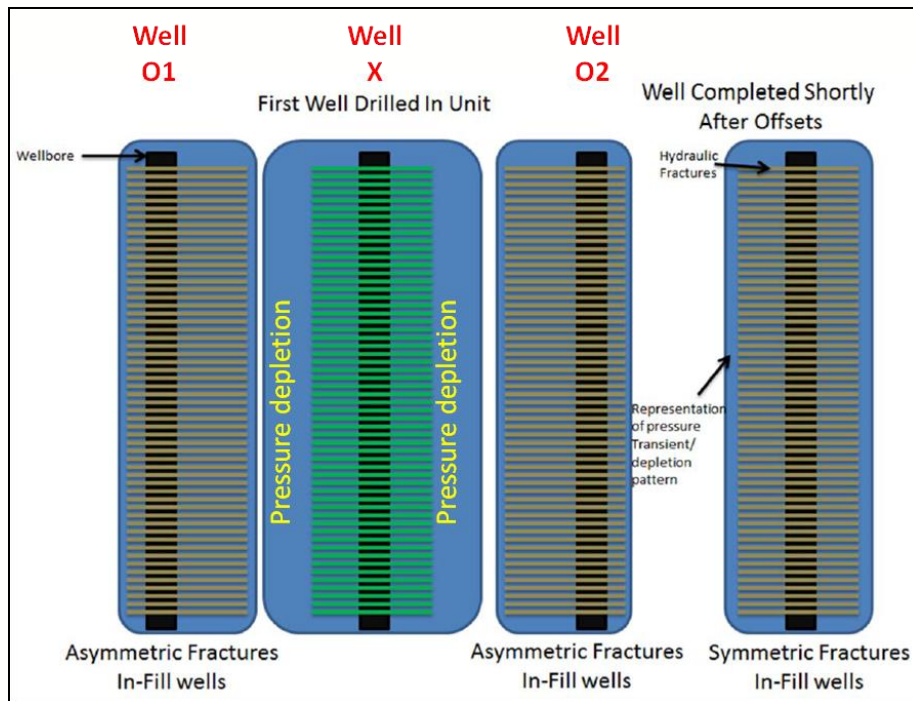 Well
O1
Well
X
Well
O2
First Well Drilled In Unit
Well Completed Shortly
After Offsets
Wellbore
Hydraulic
Fractures
Pressure depletion
Pressure depletion
Representation
of pressure
Transient/
depletion
pattern
Asymmetric Fractures
In-Fill wells
Asymmetric Fractures
In-Fill wells
Symmetric Fractures
In-Fill wells